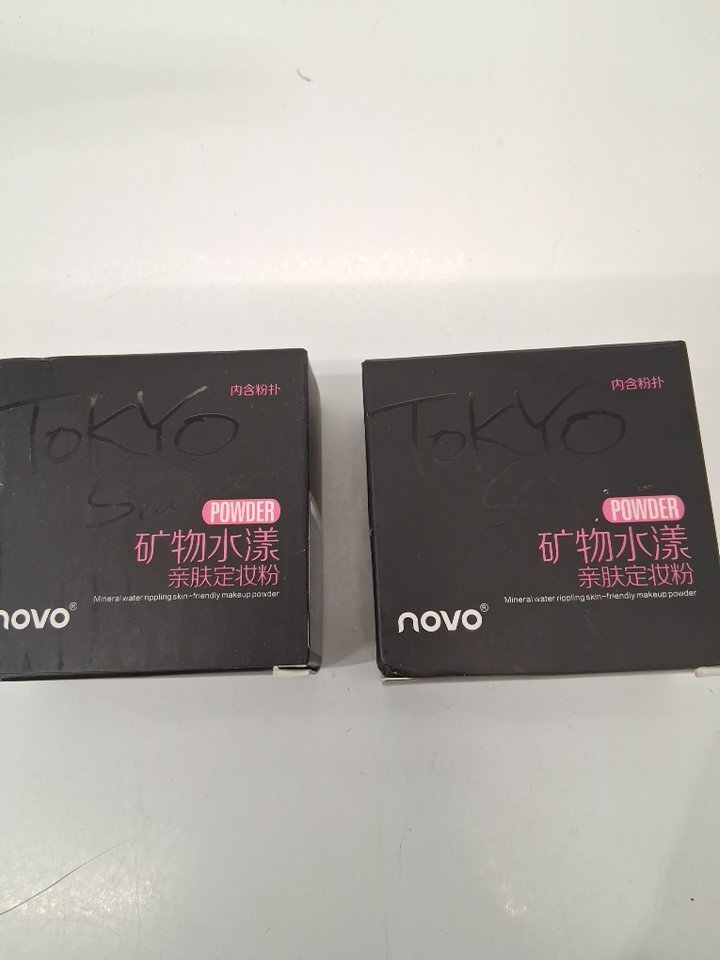 内含粉扑
TOKYO
POWDER
矿物水漾
亲肤定妆粉
Mineral water rippling skin-friendly makeup powder
novo®
内含粉扑
TOKYO
POWDER
矿物水漾
亲肤定妆粉
Mineral water rippling skin-friendly makeup powder
novo®